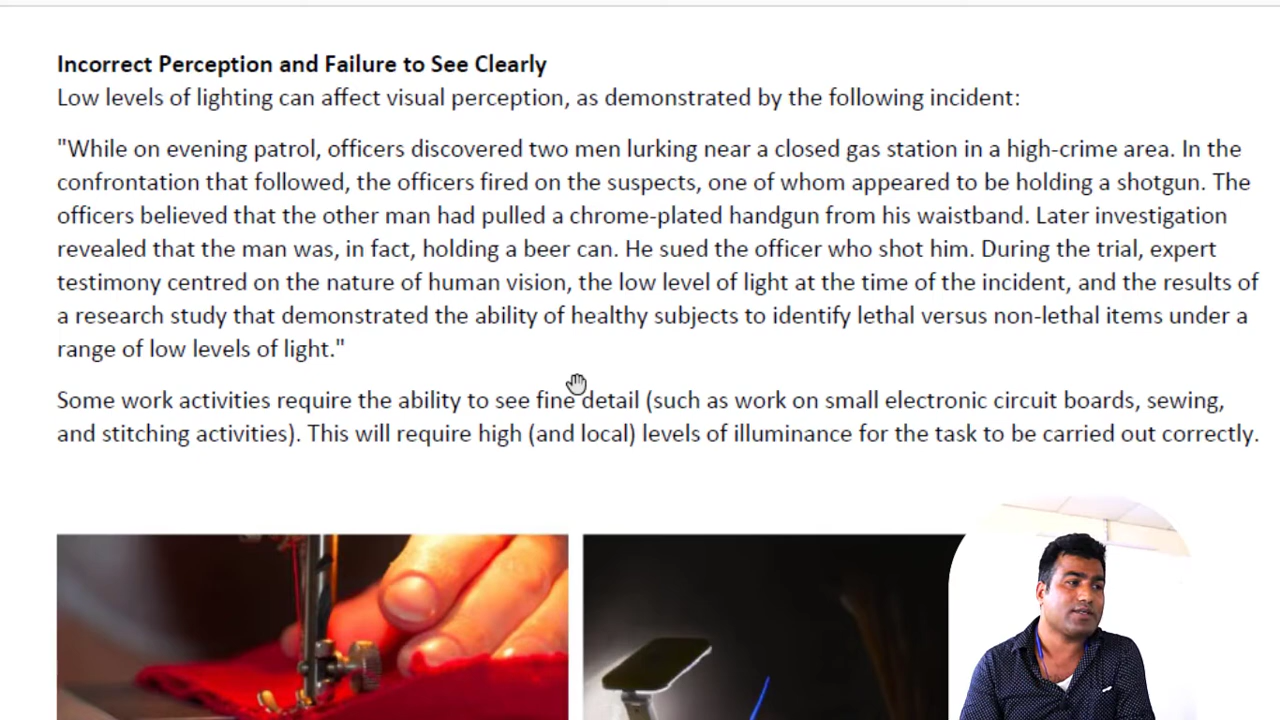 Incorrect Perception and Failure to See Clearly
Low levels of lighting can affect visual perception, as demonstrated by the following incident:
"While on evening patrol, officers discovered two men lurking near a closed gas station in a high-crime area. In the
confrontation that followed, the officers fired on the suspects, one of whom appeared to be holding a shotgun. The
officers believed that the other man had pulled a chrome-plated handgun from his waistband. Later investigation
revealed that the man was, in fact, holding a beer can. He sued the officer who shot him. During the trial, expert
testimony centred on the nature of human vision, the low level of light at the time of the incident, and the results of
a research study that demonstrated the ability of healthy subjects to identify lethal versus non-lethal items under a
range of low levels of light."
Some work activities require the ability to see fine detail (such as work on small electronic circuit boards, sewing,
and stitching activities). This will require high (and local) levels of illuminance for the task to be carried out correctly.